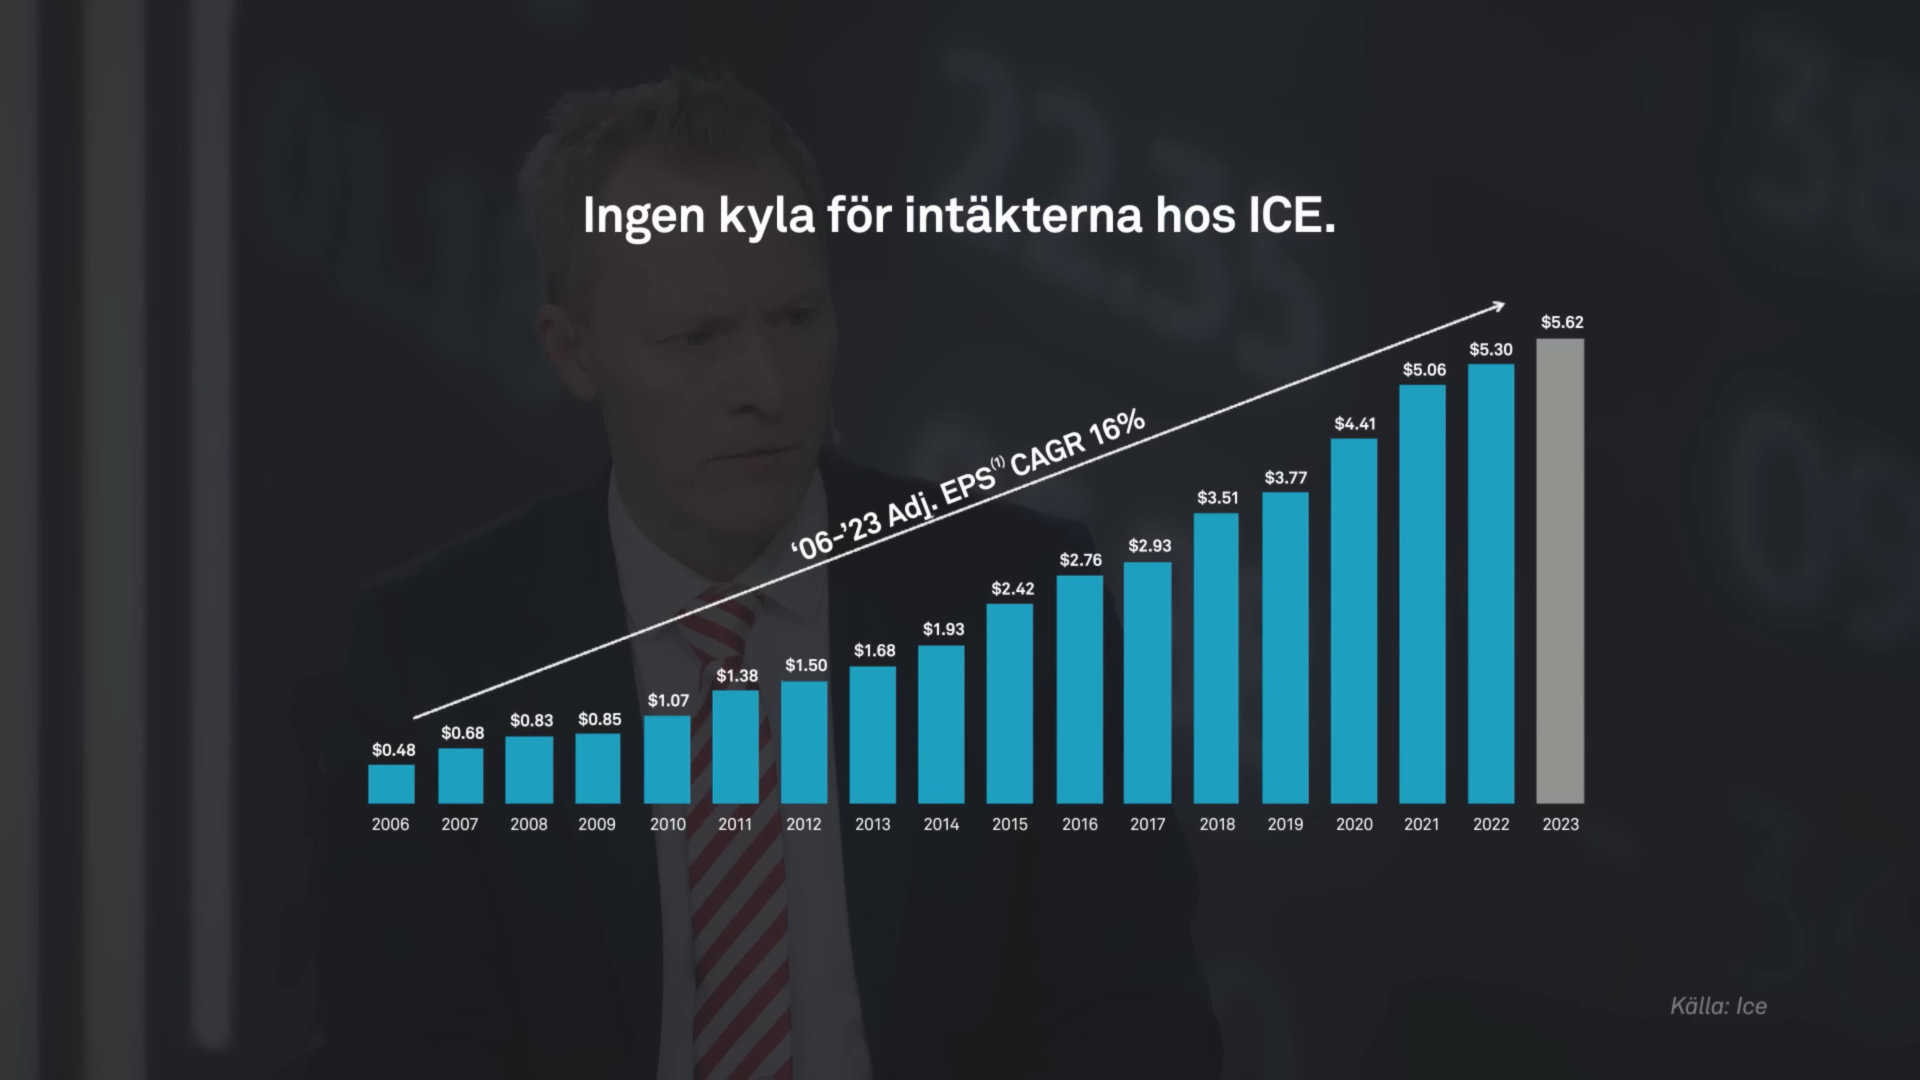 Ingen kyla för intäkterna hos ICE.
‘06-’23 Adj. EPS(1) CAGR 16%
$0.48 $0.68 $0.83 $0.85 $1.07 $1.38 $1.50 $1.68 $1.93 $2.42 $2.76 $2.93 $3.51 $3.77 $4.41 $5.06 $5.30 $5.62
2006 2007 2008 2009 2010 2011 2012 2013 2014 2015 2016 2017 2018 2019 2020 2021 2022 2023
Källa: Ice